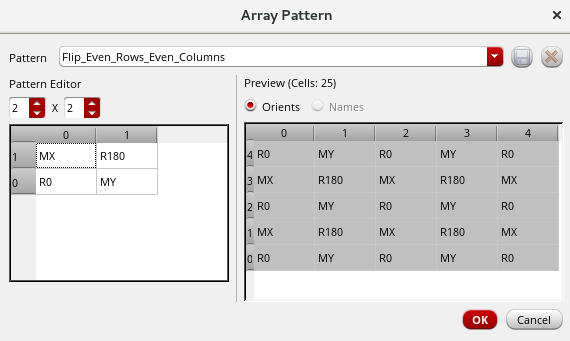 Array Pattern
Pattern Flip_Even_Rows_Even_Columns
Pattern Editor
2 X 2
0 1
1 MX R180
0 R0 MY
Preview (Cells: 25)
Orients Names
0 1 2 3 4
4 R0 MY R0 MY R0
3 MX R180 MX R180 MX
2 R0 MY R0 MY R0
1 MX R180 MX R180 MX
0 R0 MY R0 MY R0
OK Cancel